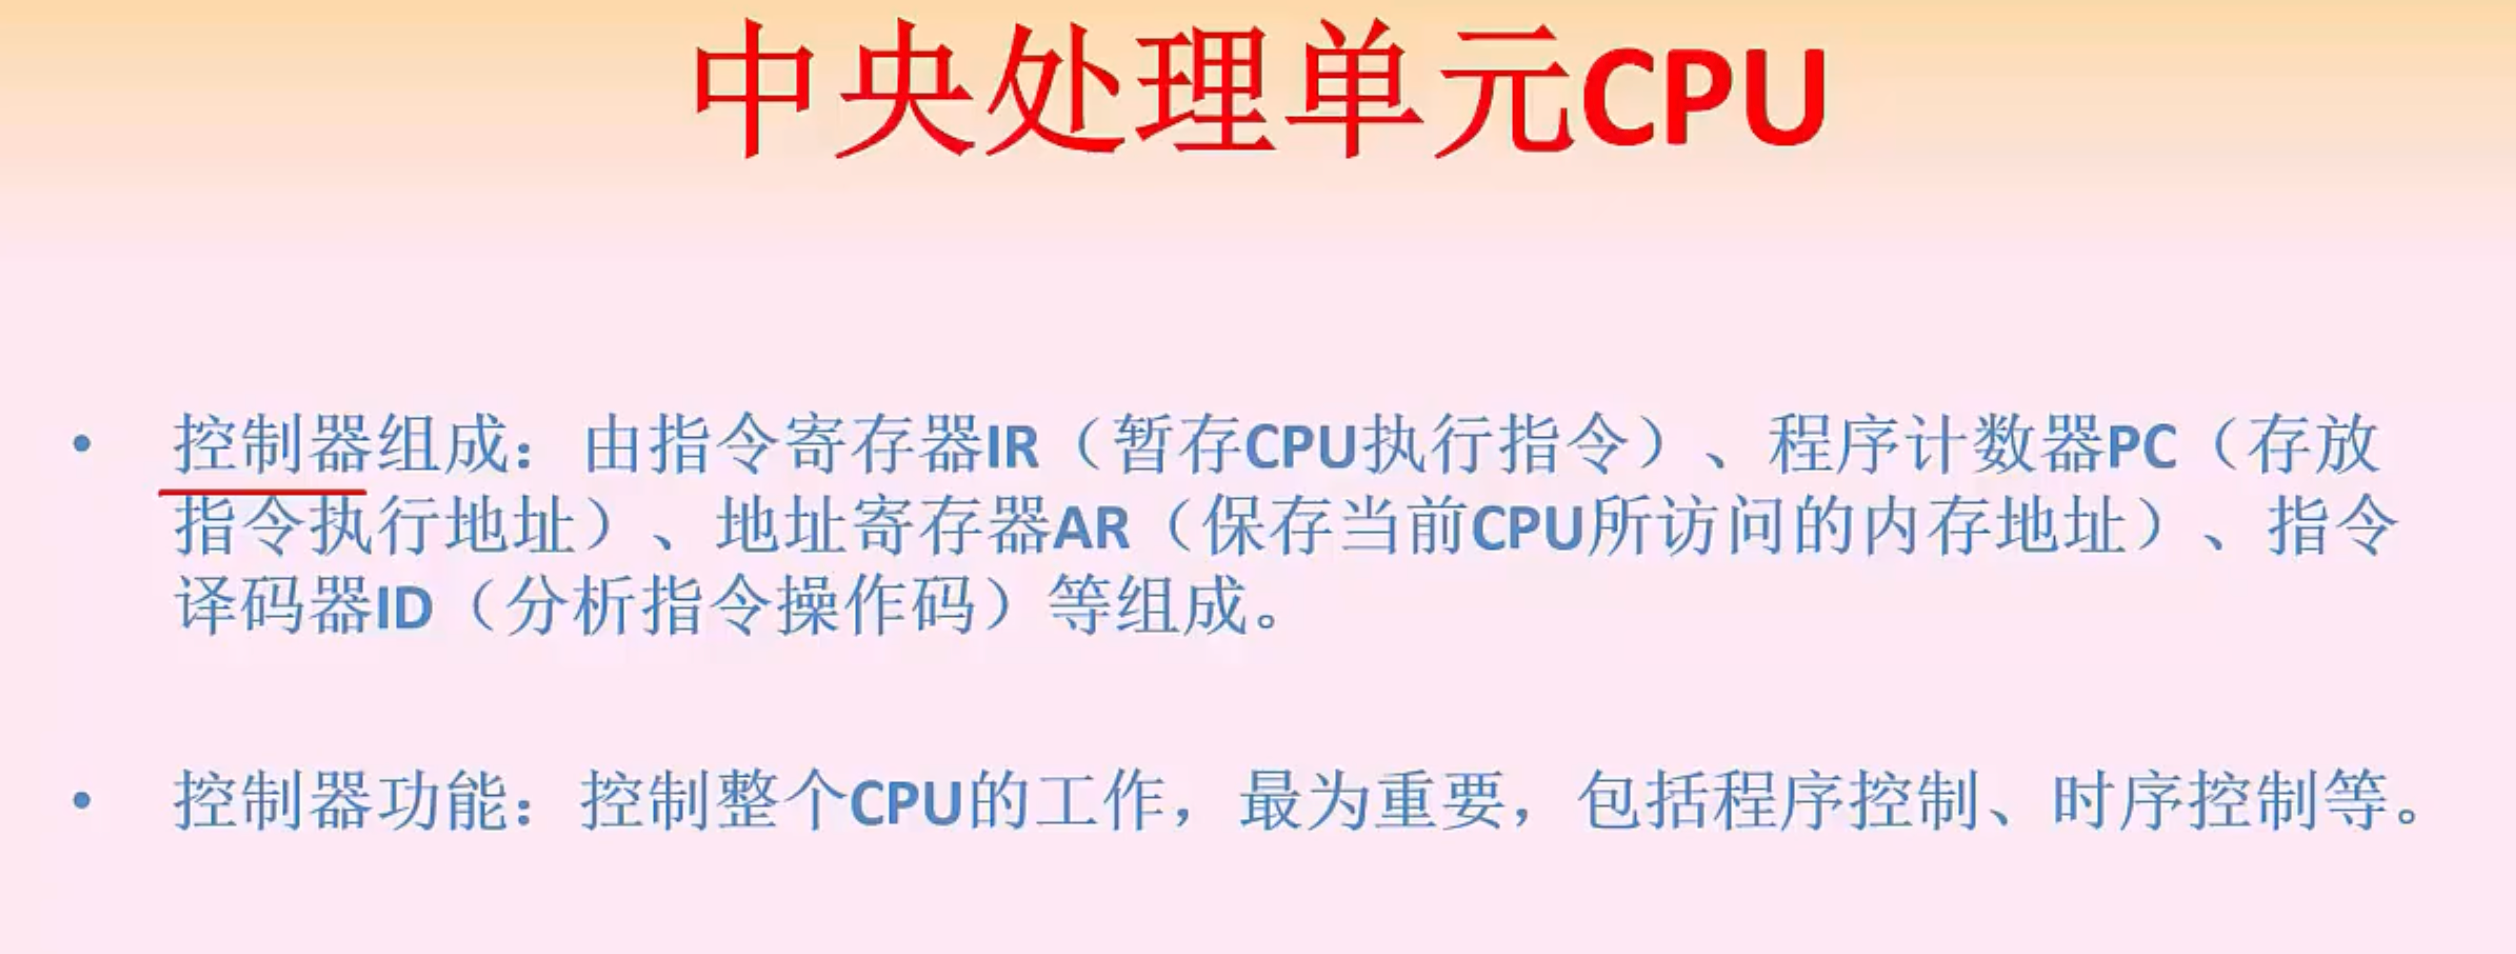 中央处理单元CPU
• 控制器组成：由指令寄存器IR（暂存CPU执行指令）、程序计数器PC（存放
指令执行地址）、地址寄存器AR（保存当前CPU所访问的内存地址）、指令
译码器ID（分析指令操作码）等组成。
• 控制器功能：控制整个CPU的工作，最为重要，包括程序控制、时序控制等。